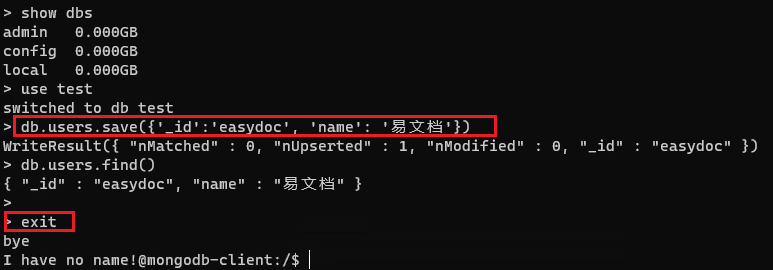 > show dbs
admin   0.000GB
config  0.000GB
local   0.000GB
> use test
switched to db test
> db.users.save({'_id':'easydoc', 'name': '易文档'})
WriteResult({ "nMatched" : 0, "nUpserted" : 1, "nModified" : 0, "_id" : "easydoc" })
> db.users.find()
{ "_id" : "easydoc", "name" : "易文档" }
>
> exit
bye
I have no name!@mongodb-client:/$